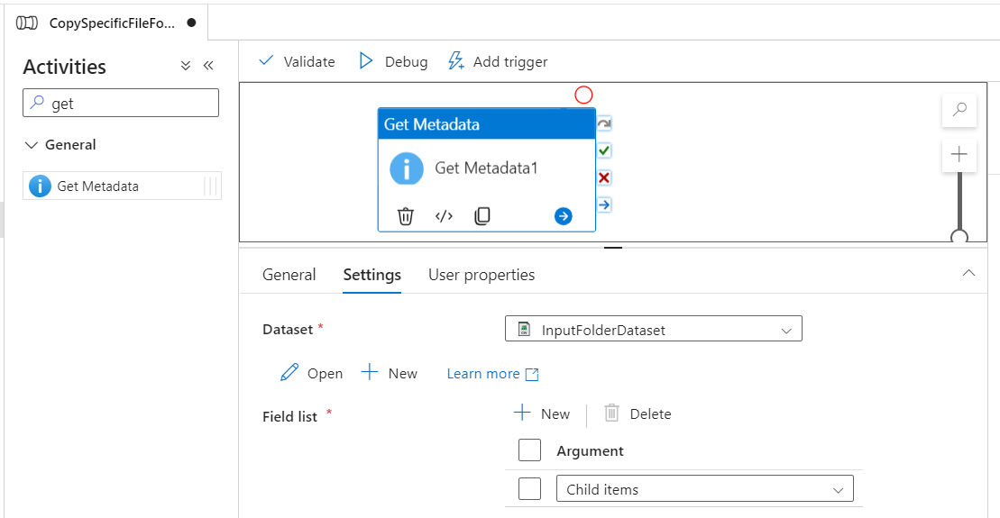 CopySpecificFileFo...
Activities
get
General
Get Metadata
Validate
Debug
Add trigger
Get Metadata
Get Metadata1
General
Settings
User properties
Dataset *
InputFolderDataset
Open
New
Learn more
Field list *
New
Delete
Argument
Child items